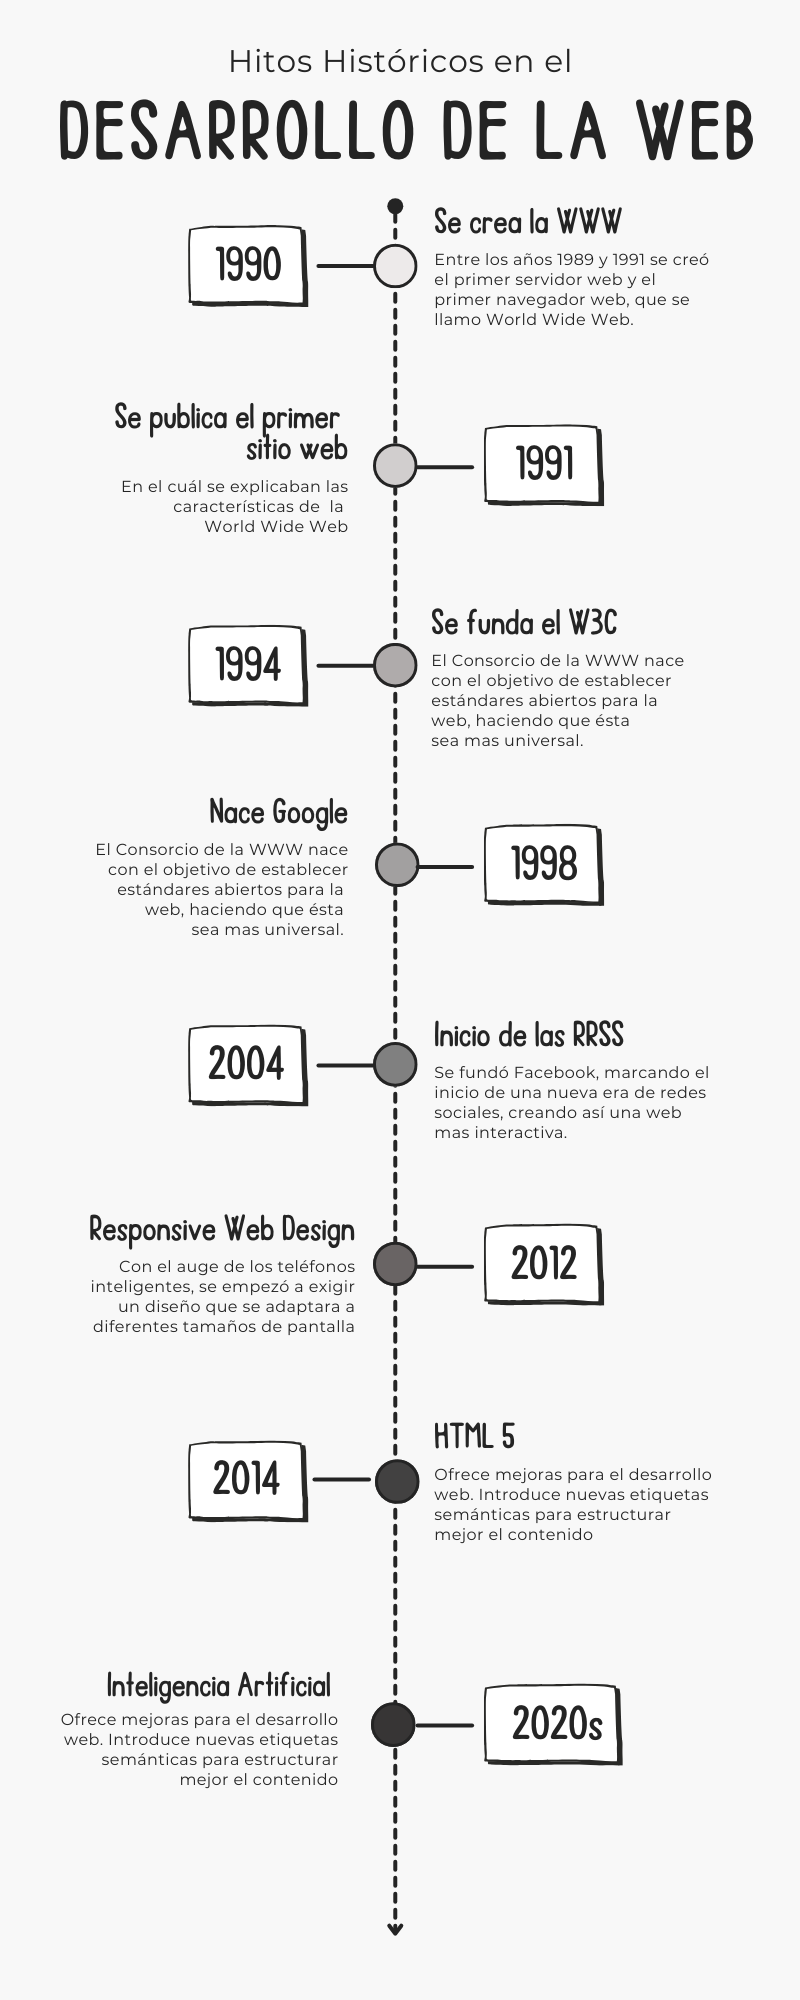 Hitos Históricos en el
DESARROLLO DE LA WEB
1990
Se crea la WWW
Entre los años 1989 y 1991 se creó
el primer servidor web y el
primer navegador web, que se
llamo World Wide Web.
Se publica el primer
sitio web
En el cuál se explicaban las
características de la
World Wide Web
1991
1994
Se funda el W3C
El Consorcio de la WWW nace
con el objetivo de establecer
estándares abiertos para la
web, haciendo que ésta
sea mas universal.
Nace Google
El Consorcio de la WWW nace
con el objetivo de establecer
estándares abiertos para la
web, haciendo que ésta
sea mas universal.
1998
2004
Inicio de las RRSS
Se fundó Facebook, marcando el
inicio de una nueva era de redes
sociales, creando así una web
mas interactiva.
Responsive Web Design
Con el auge de los teléfonos
inteligentes, se empezó a exigir
un diseño que se adaptara a
diferentes tamaños de pantalla
2012
2014
HTML 5
Ofrece mejoras para el desarrollo
web. Introduce nuevas etiquetas
semánticas para estructurar
mejor el contenido
Inteligencia Artificial
Ofrece mejoras para el desarrollo
web. Introduce nuevas etiquetas
semánticas para estructurar
mejor el contenido
2020s